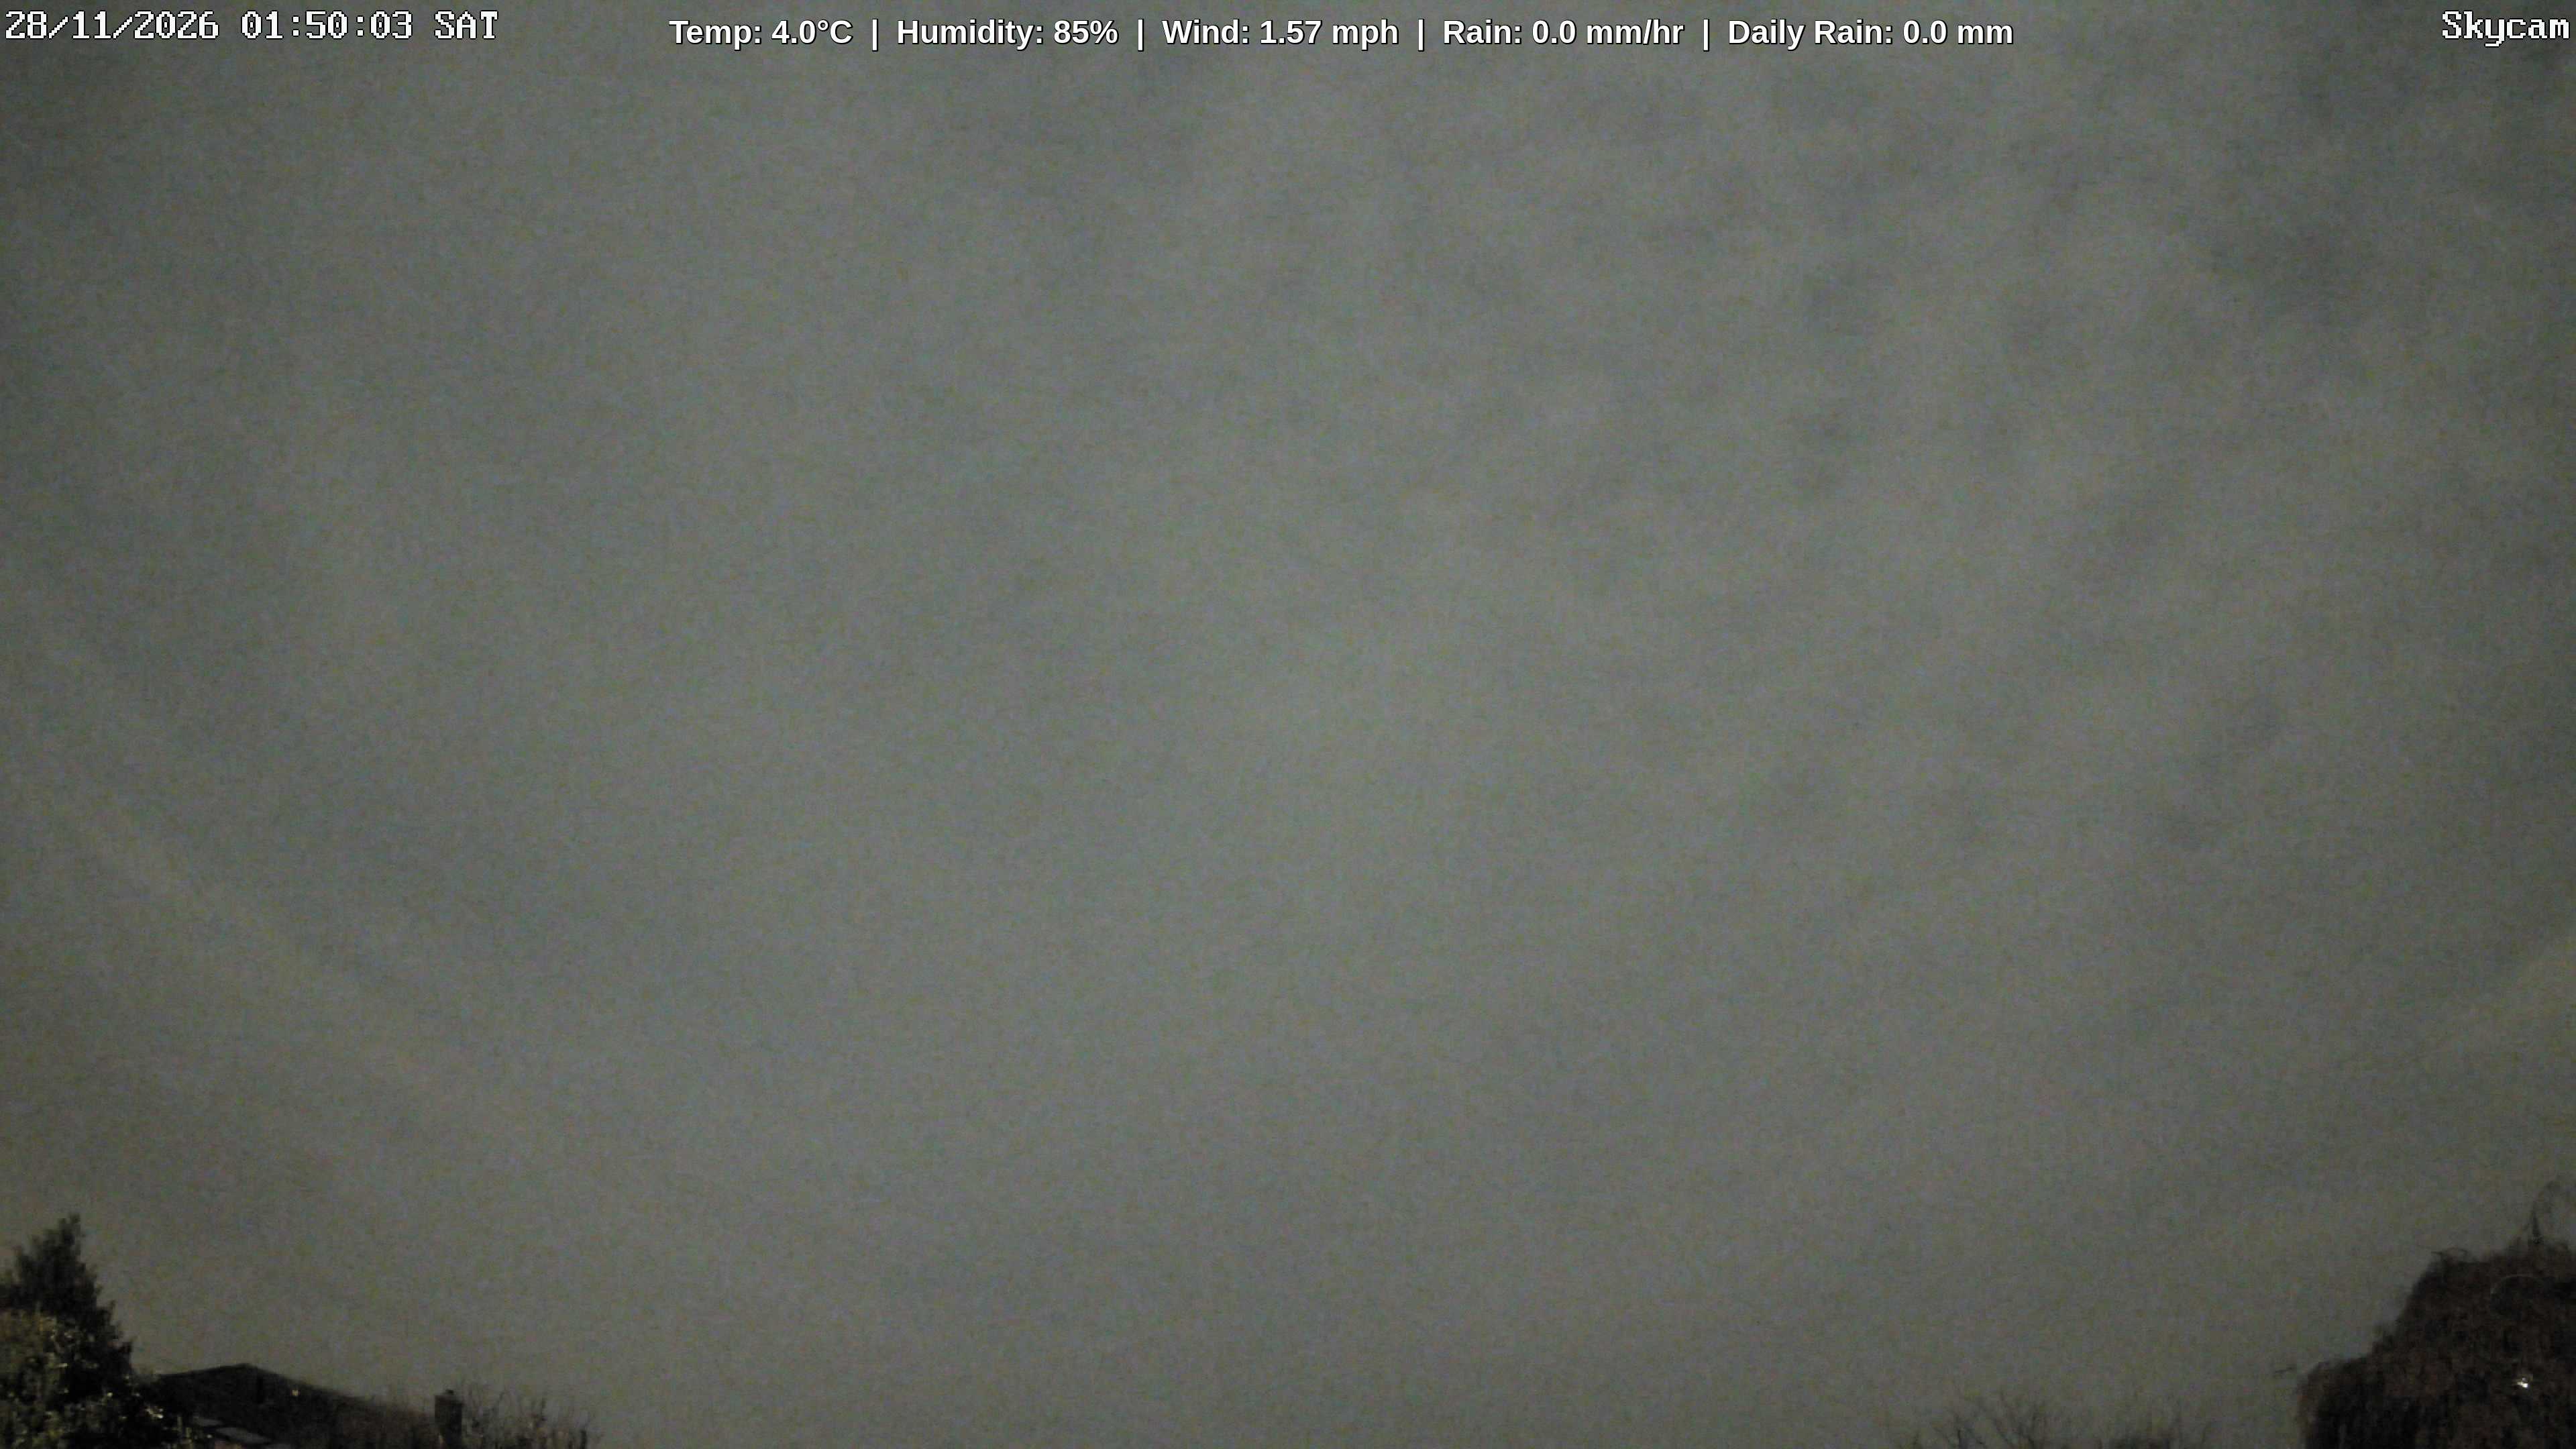 28/11/2026 01:50:03 SAT
Temp: 4.0°C | Humidity: 85% | Wind: 1.57 mph | Rain: 0.0 mm/hr | Daily Rain: 0.0 mm
Skycam